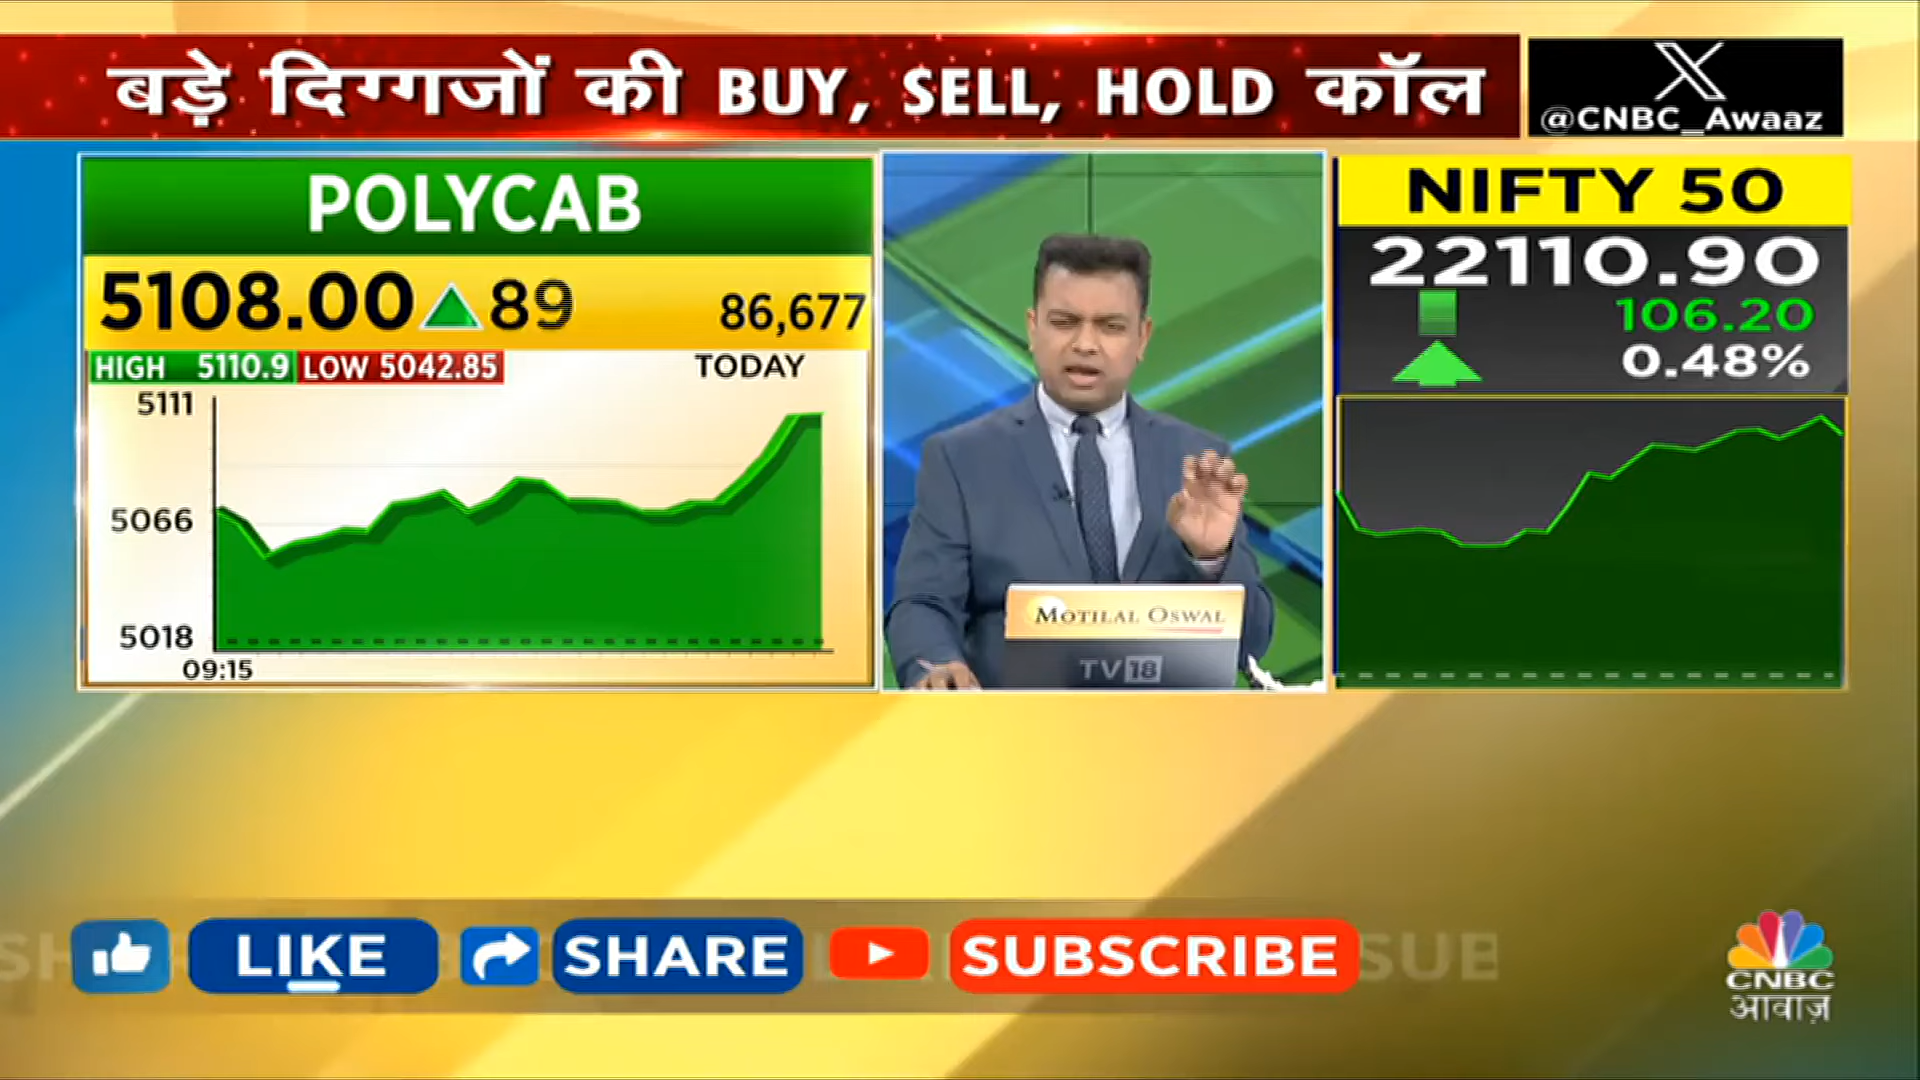 बड़े दिग्गजों की BUY, SELL, HOLD कॉल
@CNBC_Awaaz
POLYCAB
5108.00 89 86,677
HIGH 5110.9 LOW 5042.85 TODAY
5111
5066
5018
09:15
MOTILAL OSWAL
TV18
NIFTY 50
22110.90
106.20
0.48%
LIKE SHARE SUBSCRIBE SUB
CNBC
आवाज़